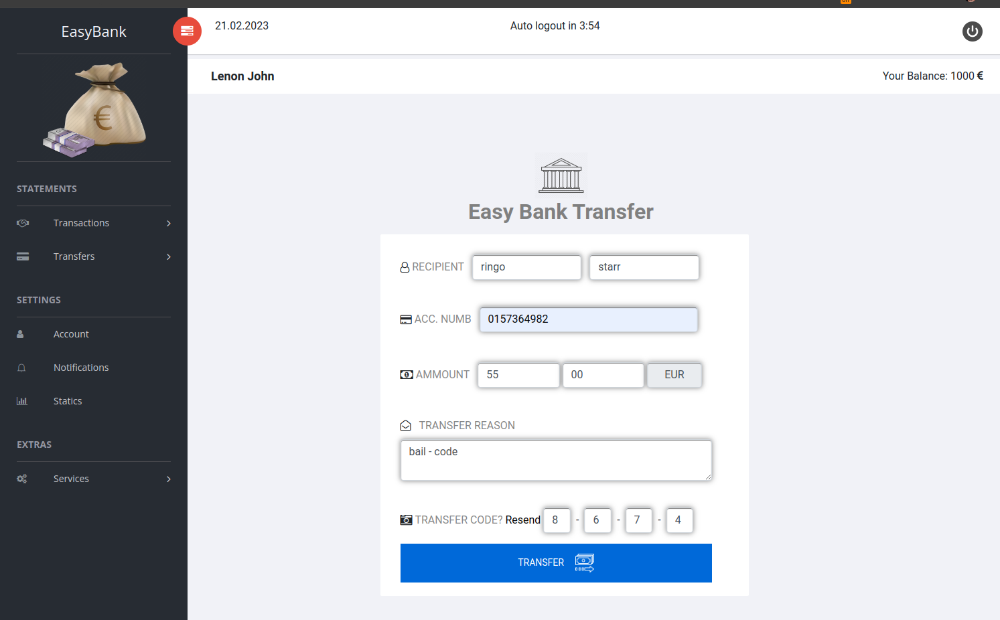 EasyBank
21.02.2023
Auto logout in 3:54
Lenon John
Your Balance: 1000 €
€
STATEMENTS
Transactions
Transfers
SETTINGS
Account
Notifications
Statics
EXTRAS
Services
Easy Bank Transfer
RECIPIENT ringo starr
ACC. NUMB 0157364982
AMMOUNT 55 00 EUR
TRANSFER REASON
bail - code
TRANSFER CODE? Resend 8 - 6 - 7 - 4
TRANSFER